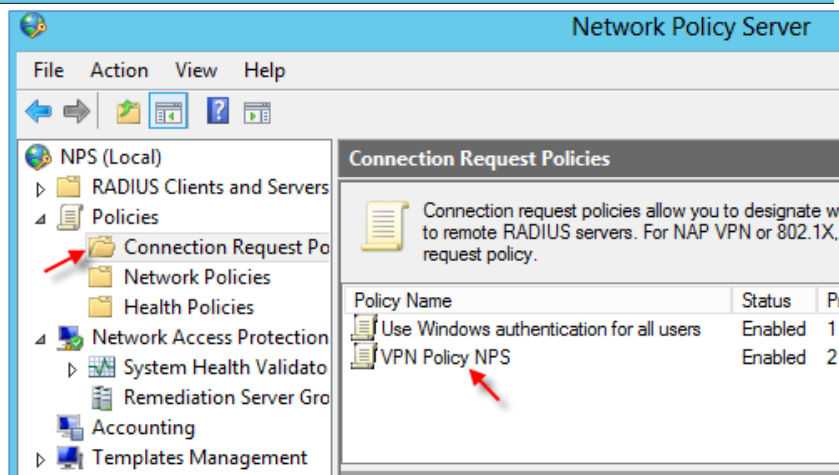 Network Policy Server
File Action View Help
NPS (Local)
RADIUS Clients and Servers
Policies
Connection Request Po
Network Policies
Health Policies
Network Access Protection
System Health Validato
Remediation Server Gro
Accounting
Templates Management
Connection Request Policies
Connection request policies allow you to designate w
to remote RADIUS servers. For NAP VPN or 802.1X,
request policy.
Policy Name Status P
Use Windows authentication for all users Enabled 1
VPN Policy NPS Enabled 2